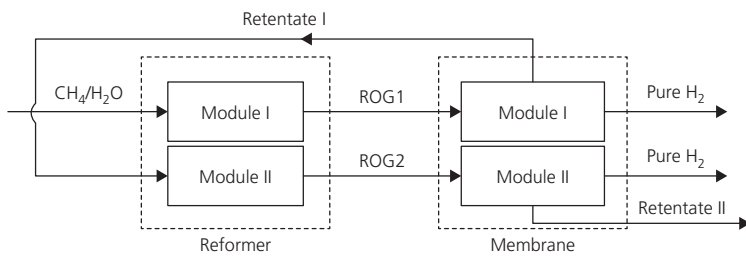 Retentate I
CH₄/H₂O
Module I
ROG1
Module I
Pure H₂
Module II
ROG2
Module II
Pure H₂
Retentate II
Reformer
Membrane